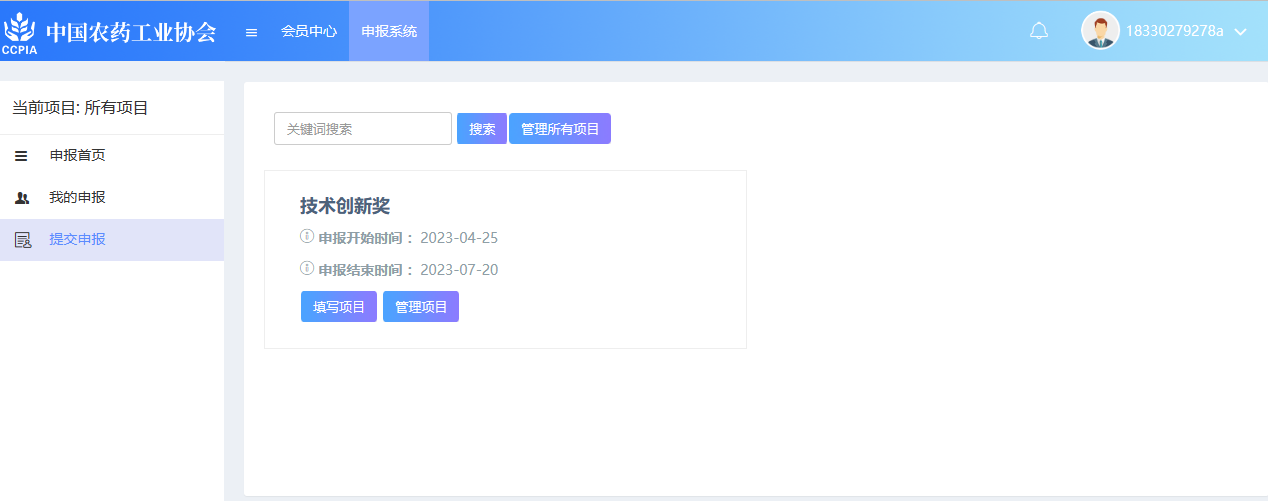 中国农药工业协会
CCPIA
会员中心
申报系统
18330279278a
当前项目: 所有项目
申报首页
我的申报
提交申报
关键词搜索
搜索
管理所有项目
技术创新奖
申报开始时间： 2023-04-25
申报结束时间： 2023-07-20
填写项目
管理项目